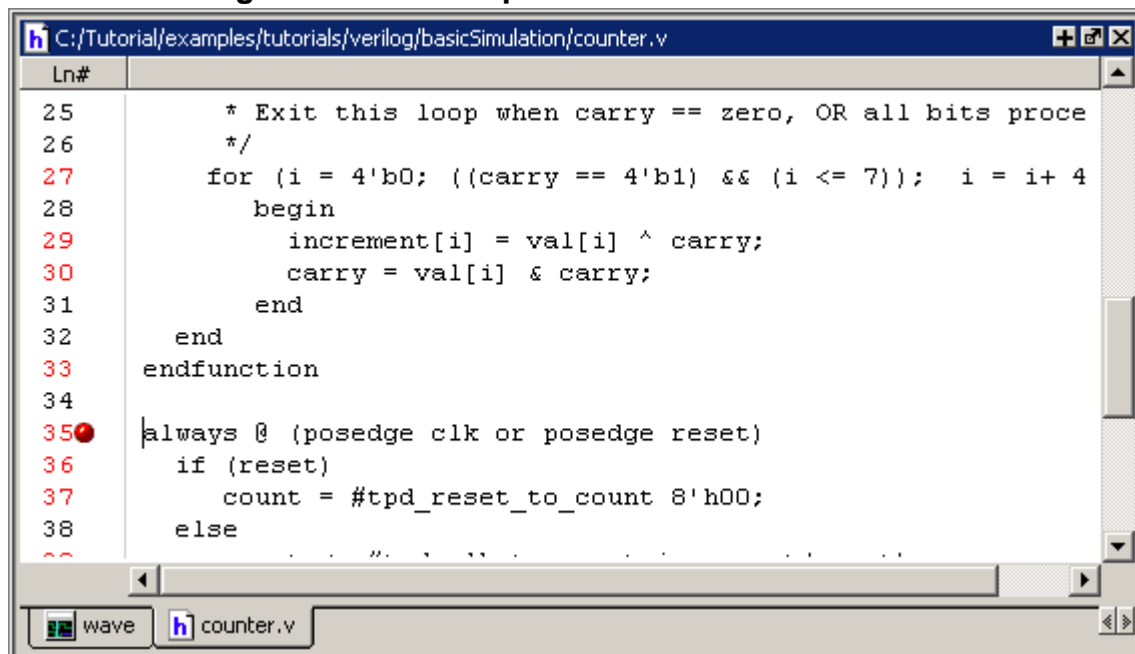 C:/Tutorial/examples/tutorials/verilog/basicSimulation/counter.v
Ln#
25 * Exit this loop when carry == zero, OR all bits proce
26 */
27 for (i = 4'b0; ((carry == 4'b1) && (i <= 7)); i = i+ 4
28 begin
29 increment[i] = val[i] ^ carry;
30 carry = val[i] & carry;
31 end
32 end
33 endfunction
34
35 always @ (posedge clk or posedge reset)
36 if (reset)
37 count = #tpd_reset_to_count 8'h00;
38 else
wave counter.v